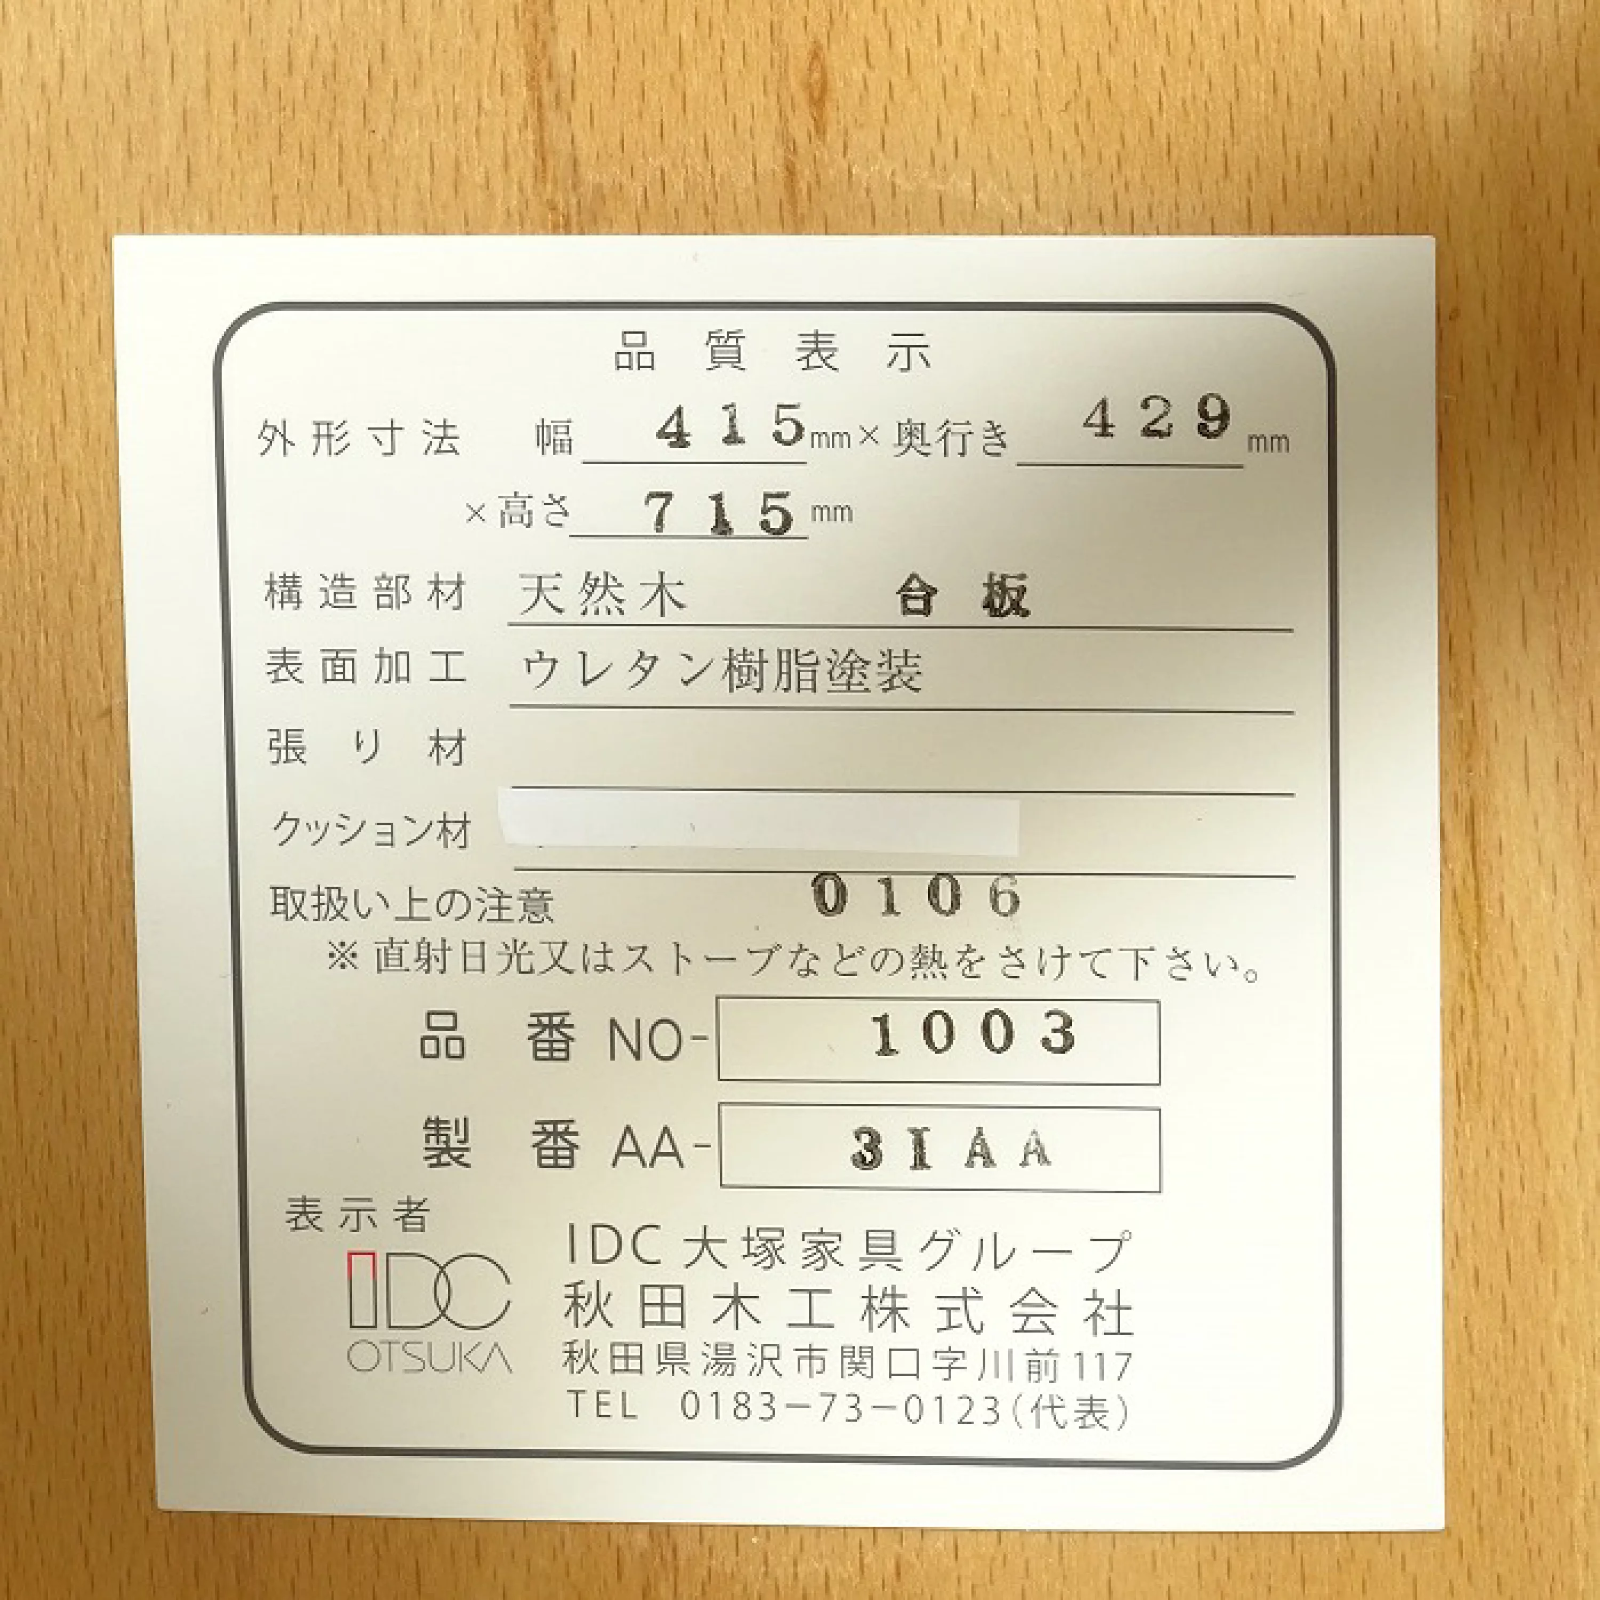 品質表示
外形寸法 幅 415mm×奥行き 429mm
×高さ 715mm
構造部材 天然木 合板
表面加工 ウレタン樹脂塗装
張り材
クッション材
取扱い上の注意 0106
※直射日光又はストーブなどの熱をさけて下さい。
品番 NO- 1003
製番 AA- 3IAA
表示者
IDC
OTSUKA
IDC大塚家具グループ
秋田木工株式会社
秋田県湯沢市関口字川前117
TEL 0183-73-0123(代表)